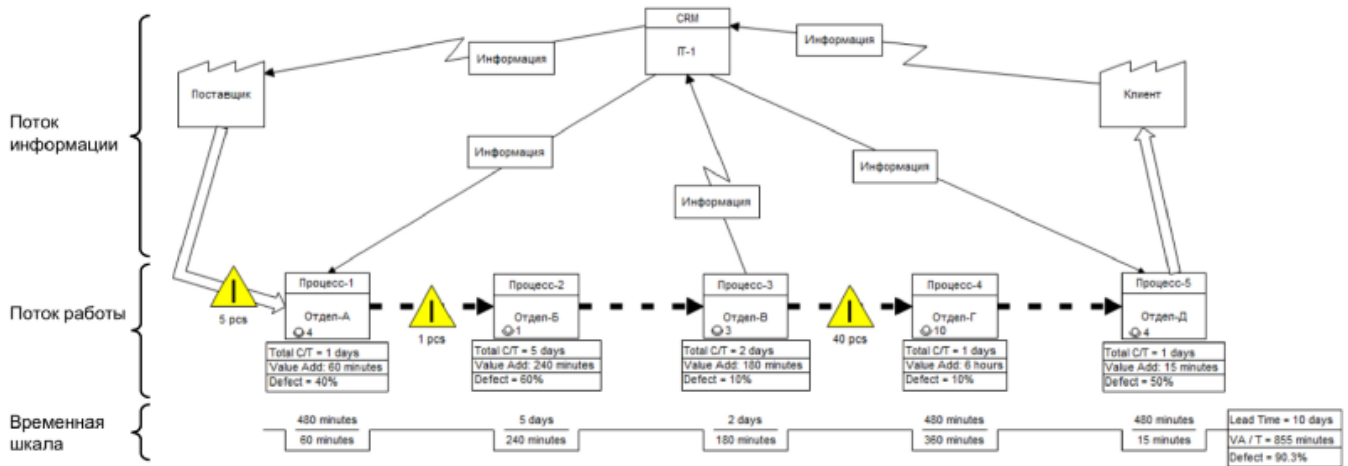 CRM
IT-1
Информация
Информация
Поставщик
Клиент
Поток
информации
Информация
Информация
Информация
Поток работы
5 pcs
Процесс-1
Отдел-А
4
Total C/T = 1 days
Value Add: 60 minutes
Defect = 40%
1 pcs
Процесс-2
Отдел-Б
1
Total C/T = 5 days
Value Add: 240 minutes
Defect = 60%
Процесс-3
Отдел-В
3
Total C/T = 2 days
Value Add: 180 minutes
Defect = 10%
40 pcs
Процесс-4
Отдел-Г
10
Total C/T = 1 days
Value Add: 6 hours
Defect = 10%
Процесс-5
Отдел-Д
4
Total C/T = 1 days
Value Add: 15 minutes
Defect = 50%
Временная
шкала
480 minutes
60 minutes
5 days
240 minutes
2 days
180 minutes
480 minutes
360 minutes
480 minutes
15 minutes
Lead Time = 10 days
VA / T = 855 minutes
Defect = 90.3%